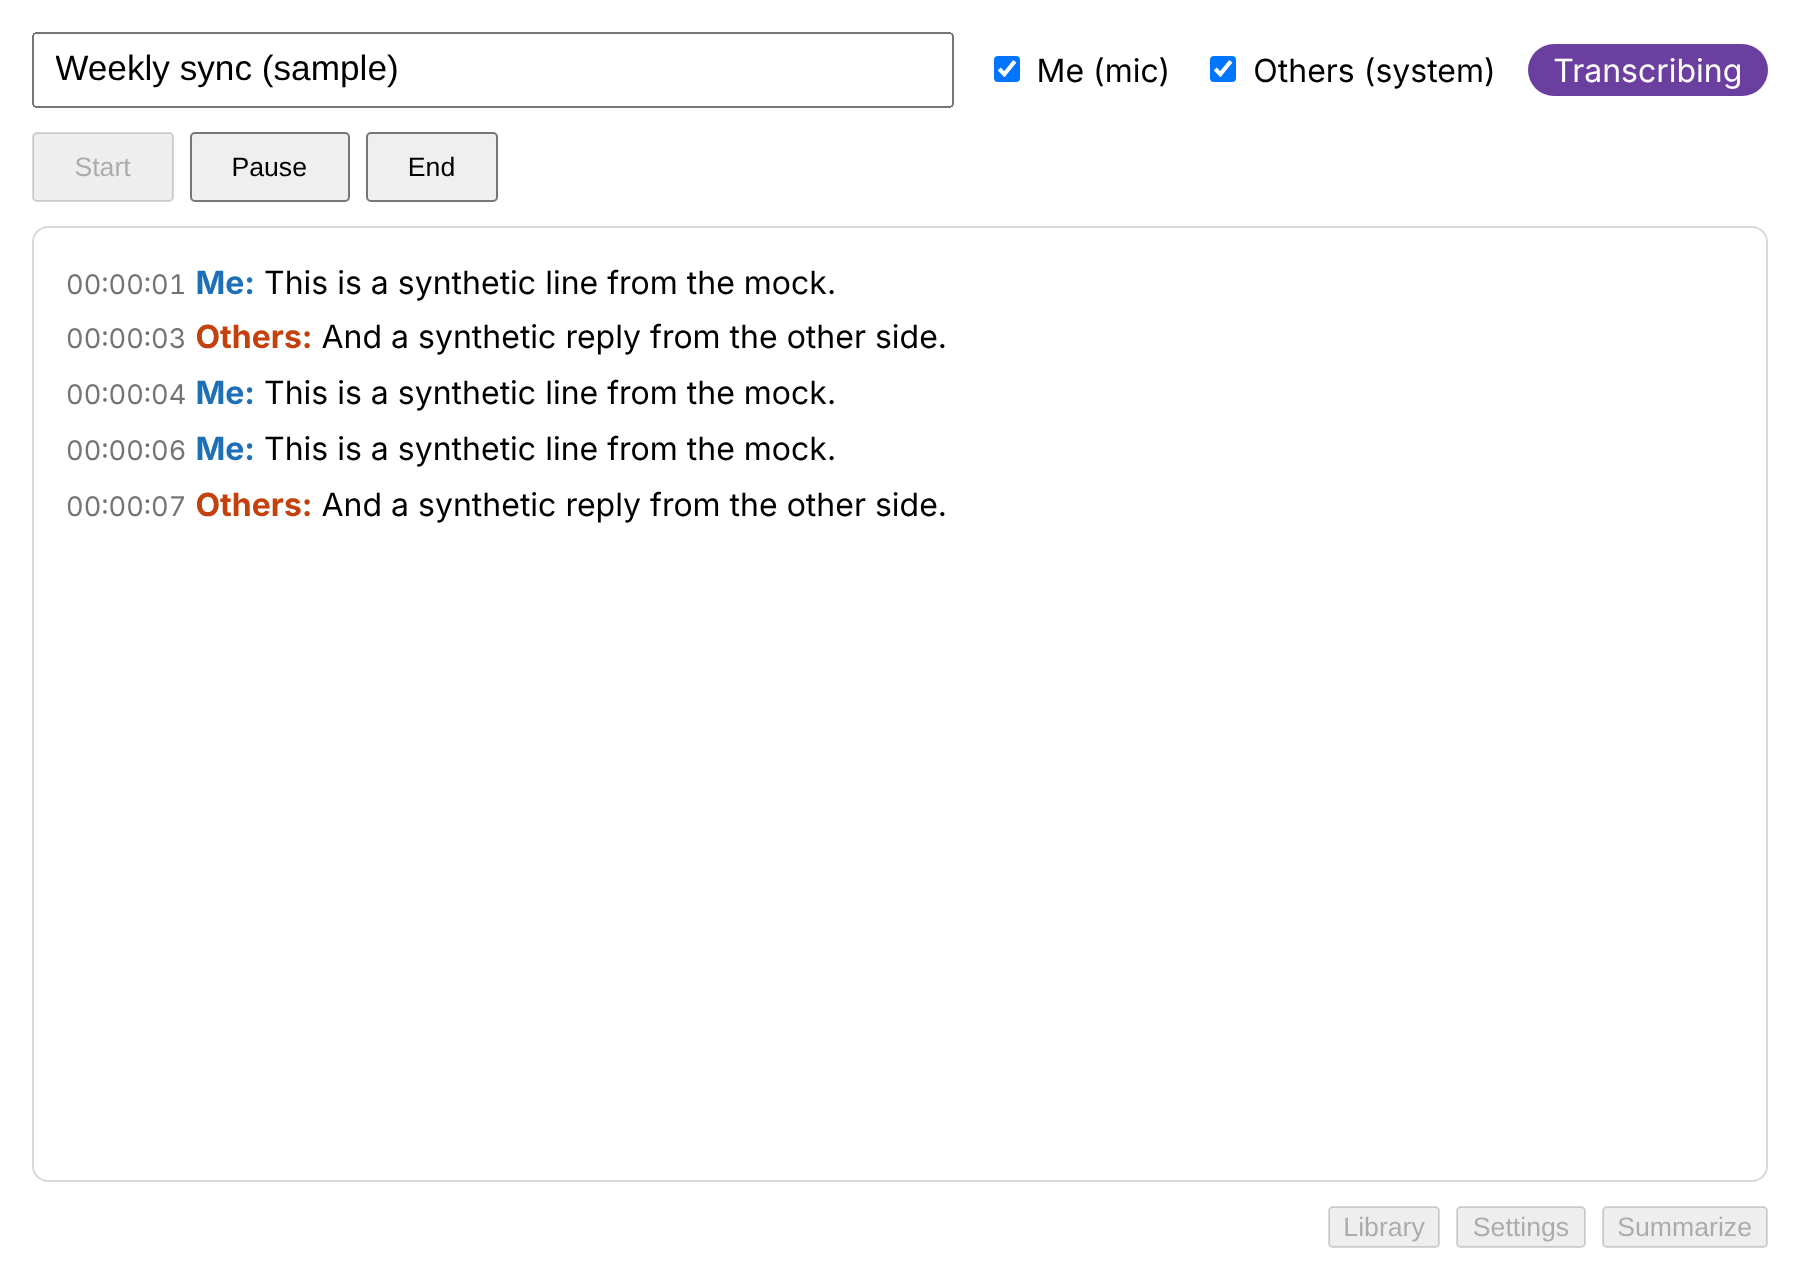 Weekly sync (sample)
Me (mic)
Others (system)
Transcribing
Start
Pause
End
00:00:01 Me: This is a synthetic line from the mock.
00:00:03 Others: And a synthetic reply from the other side.
00:00:04 Me: This is a synthetic line from the mock.
00:00:06 Me: This is a synthetic line from the mock.
00:00:07 Others: And a synthetic reply from the other side.
Library
Settings
Summarize